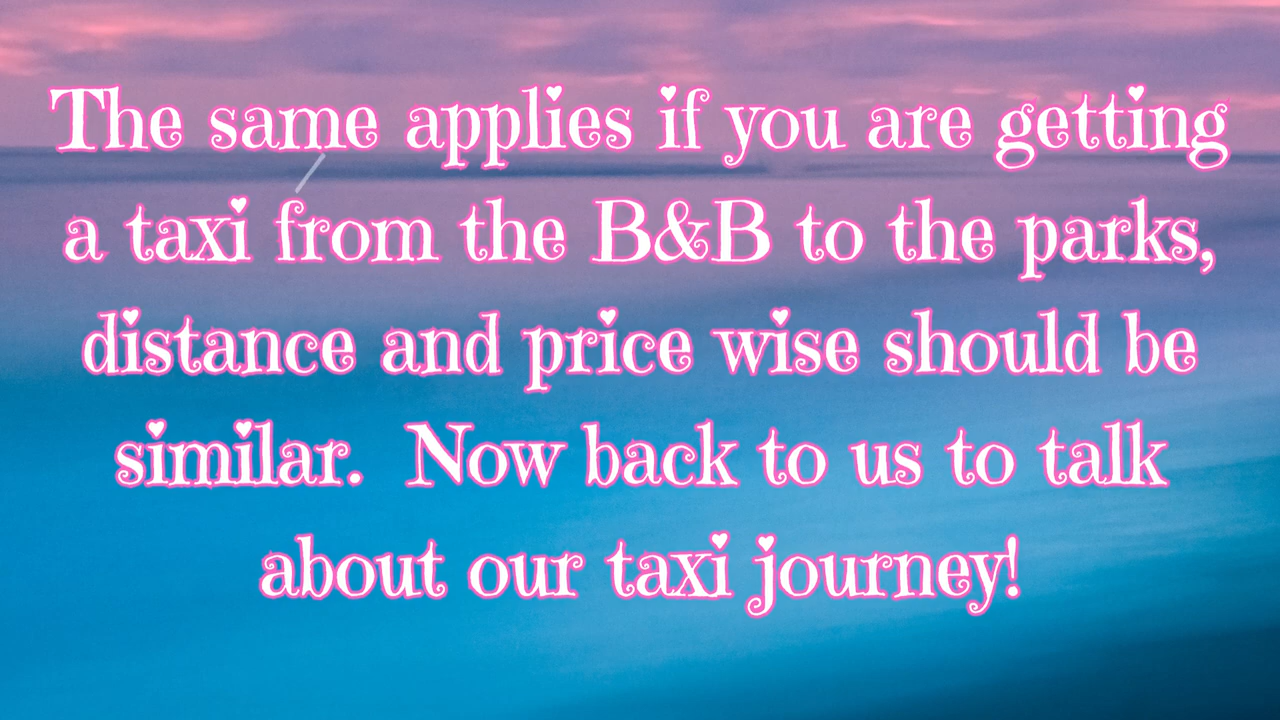 The same applies if you are getting
a taxi from the B&B to the parks,
distance and price wise should be
similar.  Now back to us to talk
about our taxi journey!